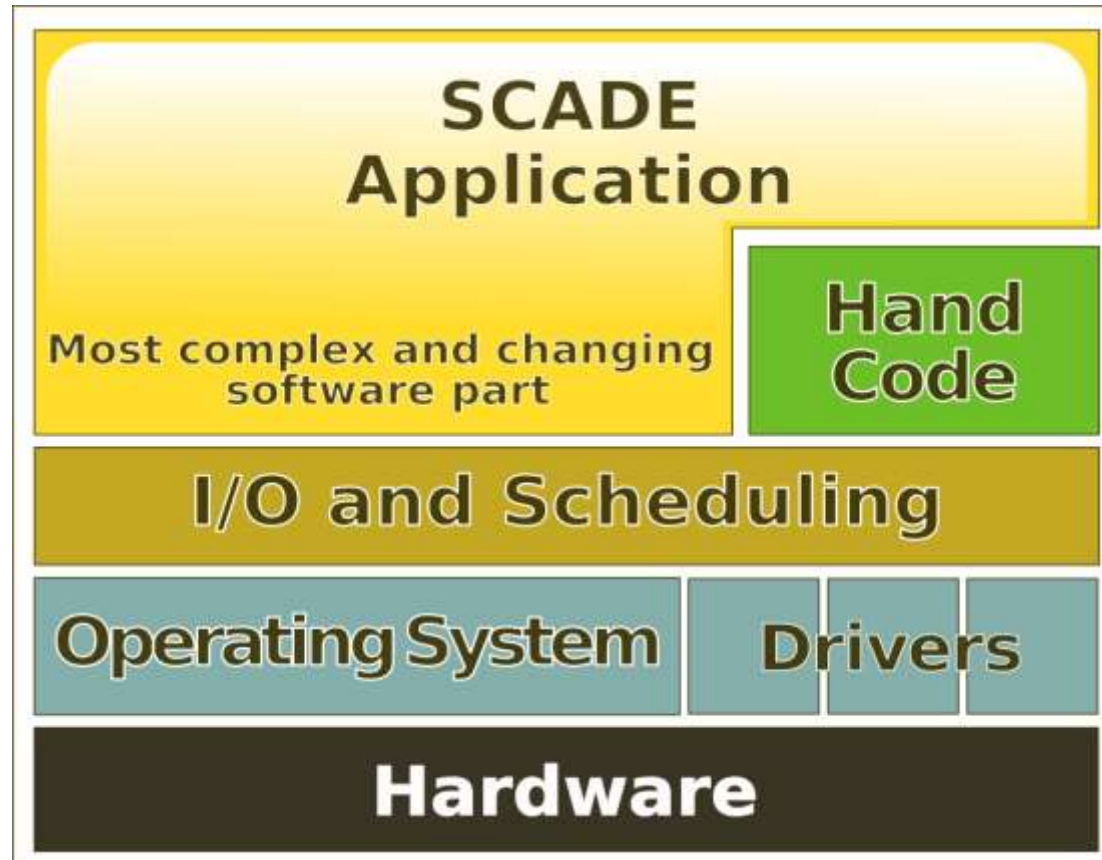 SCADE
Application
Hand
Code
Most complex and changing
software part
I/O and Scheduling
Operating System
Drivers
Hardware